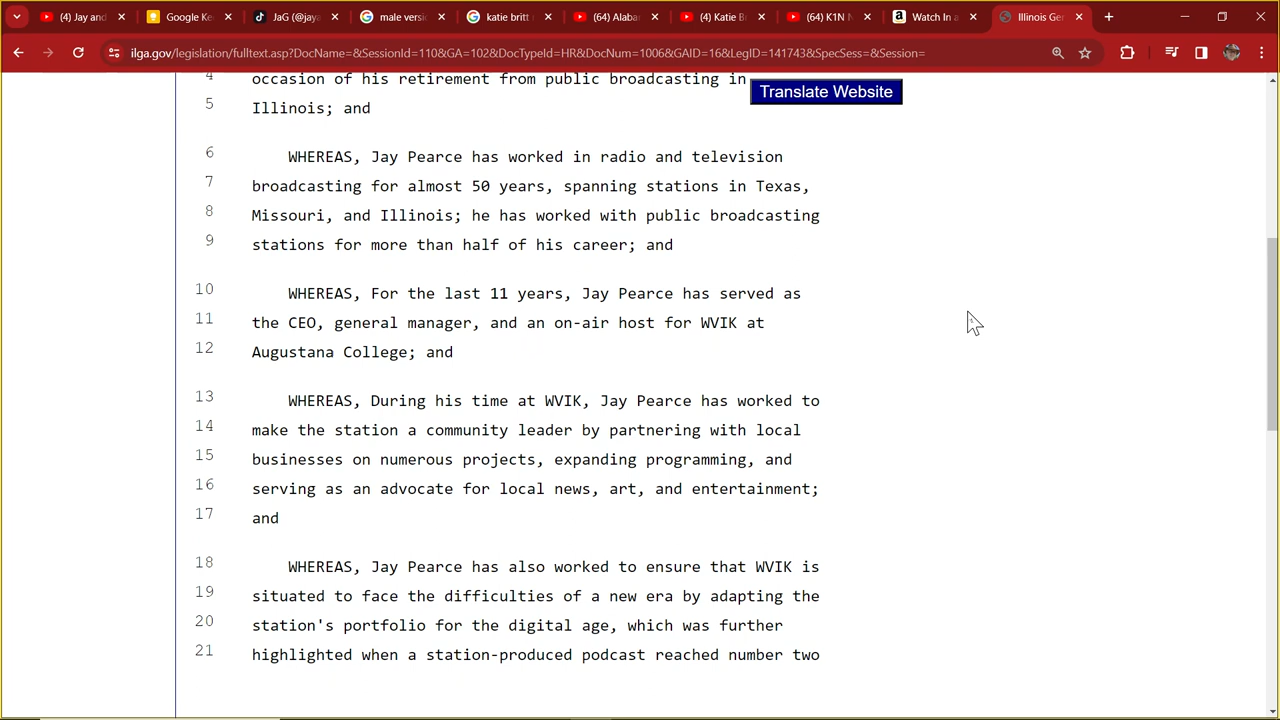 (4) Jay and
Google Ke
JaG (@jaya
male versi
katie britt r
(64) Alaba
(4) Katie B
(64) K1N N
Watch In a
Illinois Ge
ilga.gov/legislation/fulltext.asp?DocName=&SessionId=110&GA=102&DocTypeId=HR&DocNum=1006&GAID=16&LegID=141743&SpecSess=&Session=
Translate Website
4 occasion of his retirement from public broadcasting in
5 Illinois; and
6 WHEREAS, Jay Pearce has worked in radio and television
7 broadcasting for almost 50 years, spanning stations in Texas,
8 Missouri, and Illinois; he has worked with public broadcasting
9 stations for more than half of his career; and
10 WHEREAS, For the last 11 years, Jay Pearce has served as
11 the CEO, general manager, and an on-air host for WVIK at
12 Augustana College; and
13 WHEREAS, During his time at WVIK, Jay Pearce has worked to
14 make the station a community leader by partnering with local
15 businesses on numerous projects, expanding programming, and
16 serving as an advocate for local news, art, and entertainment;
17 and
18 WHEREAS, Jay Pearce has also worked to ensure that WVIK is
19 situated to face the difficulties of a new era by adapting the
20 station's portfolio for the digital age, which was further
21 highlighted when a station-produced podcast reached number two